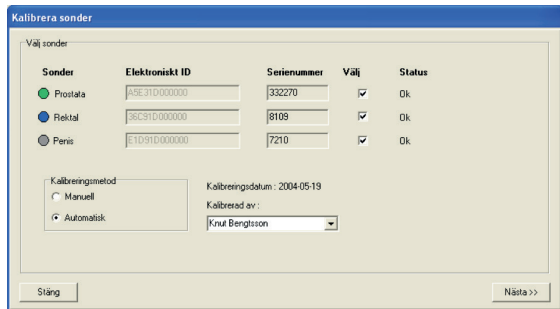 Kalibrera sonder
Välj sonder
Sonder Elektroniskt ID Serienummer Välj Status
Prostata A5E31D000000 332270 Ok
Rektal 36C91D000000 8109 Ok
Penis E1D91D000000 7210 Ok
Kalibreringsmetod
Manuell
Automatisk
Kalibreringsdatum : 2004-05-19
Kalibrerad av :
Knut Bengtsson
Stäng Nästa >>